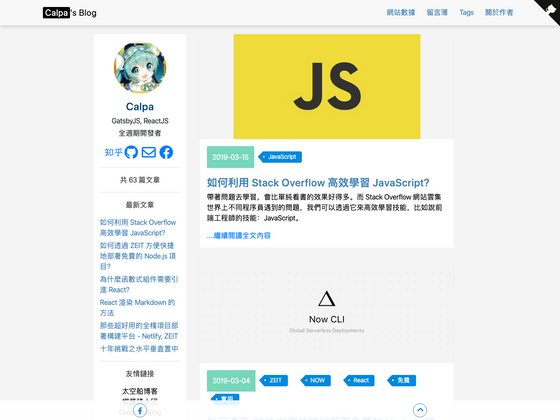 Calpa's Blog
網站數據
留言簿
Tags
關於作者
Calpa
GatsbyJS, ReactJS
全週期開發者
知乎
共 63 篇文章
最新文章
如何利用 Stack Overflow
高效學習 JavaScript?
如何透過 ZEIT 方便快捷
地部署免費的 Node.js 項
目?
為什麼函數式組件需要引
進 React?
React 渲染 Markdown 的
方法
那些超好用的全棧項目部
署構建平台 - Netlify, ZEIT
十年挑戰之水平垂直置中
友情鏈接
太空船博客
JS
2019-03-15
JavaScript
如何利用 Stack Overflow 高效學習 JavaScript?
帶著問題去學習，會比單純看書的效果好得多。而 Stack Overflow 網站雲集
世界上不同程序員遇到的問題，我們可以透過它來高效學習技能，比如說前
端工程師的技能：JavaScript。
....繼續閱讀全文內容
Now CLI
Global Serverless Deployments
2019-03-04
ZEIT
NOW
React
免費
實用